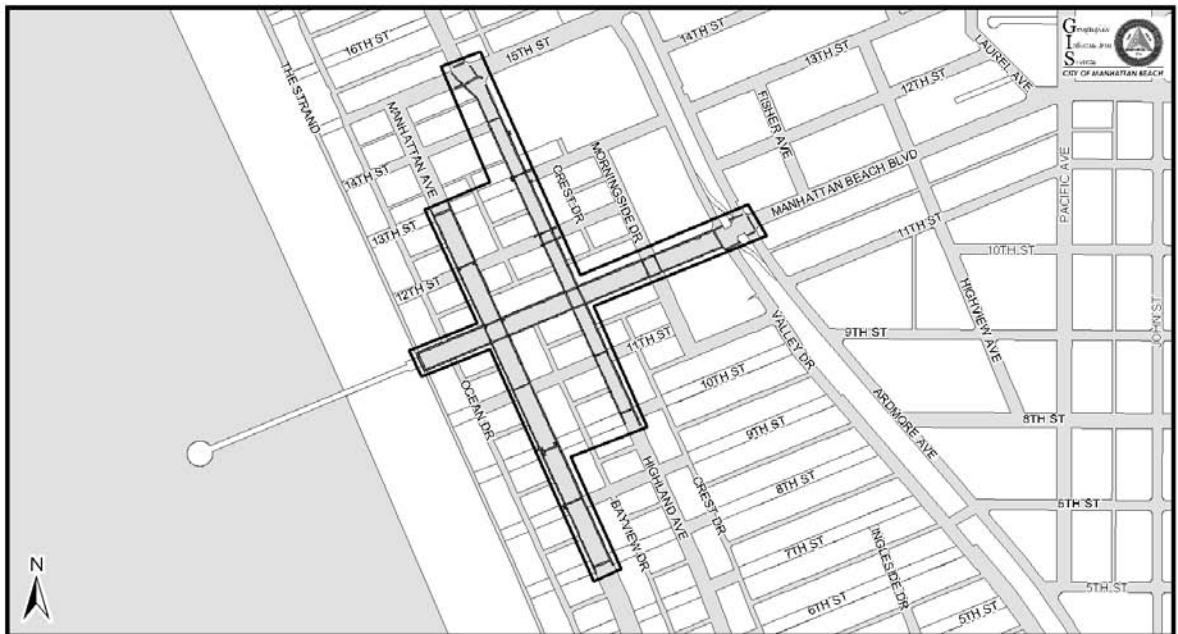 16TH ST
15TH ST
14TH ST
13TH ST
12TH ST
LAUREL AVE
G
I
S
CITY OF MANHATTAN BEACH
THE STRAND
MANHATTAN AVE
FISHER AVE
MANHATTAN BEACH BLVD
PACIFIC AVE
14TH ST
CREST DR
MORNINGSIDE DR
13TH ST
11TH ST
10TH ST
12TH ST
HIGHVIEW AVE
JOHN ST
11TH ST
VALLEY DR
9TH ST
OCEAN DR
10TH ST
ARDMORE AVE
8TH ST
9TH ST
HIGHLAND AVE
CREST DR
8TH ST
BAYVIEW DR
7TH ST
INGLESIDE DR
6TH ST
5TH ST
5TH ST
N